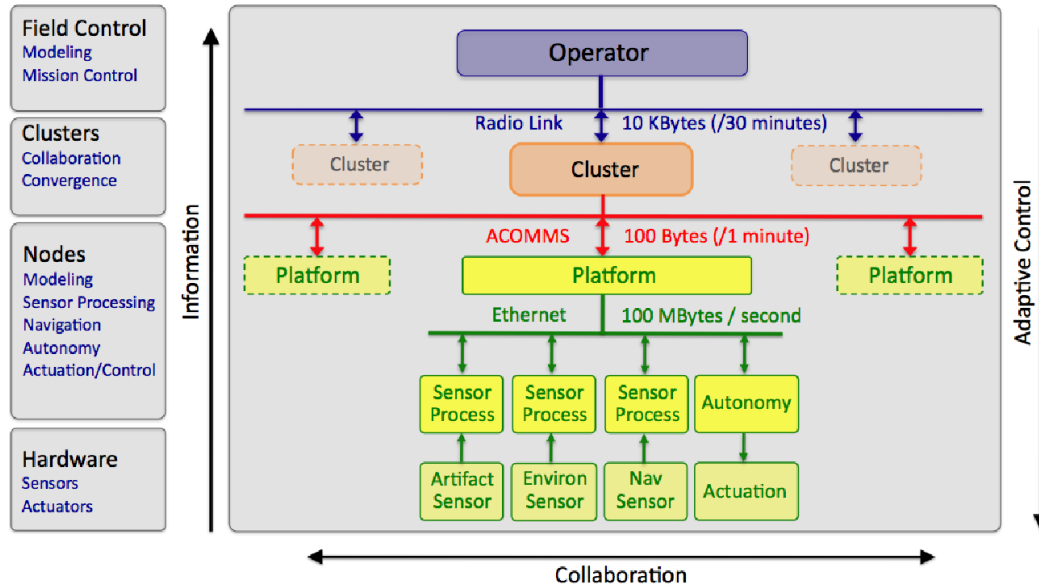 Field Control
Modeling
Mission Control
Clusters
Collaboration
Convergence
Nodes
Modeling
Sensor Processing
Navigation
Autonomy
Actuation/Control
Hardware
Sensors
Actuators
Information
Operator
Radio Link 10 KBytes (/30 minutes)
Cluster
Cluster
Cluster
ACOMMS 100 Bytes (/1 minute)
Platform
Platform
Platform
Ethernet 100 MBytes / second
Sensor
Process
Sensor
Process
Sensor
Process
Autonomy
Artifact
Sensor
Environ
Sensor
Nav
Sensor
Actuation
Collaboration
Adaptive Control